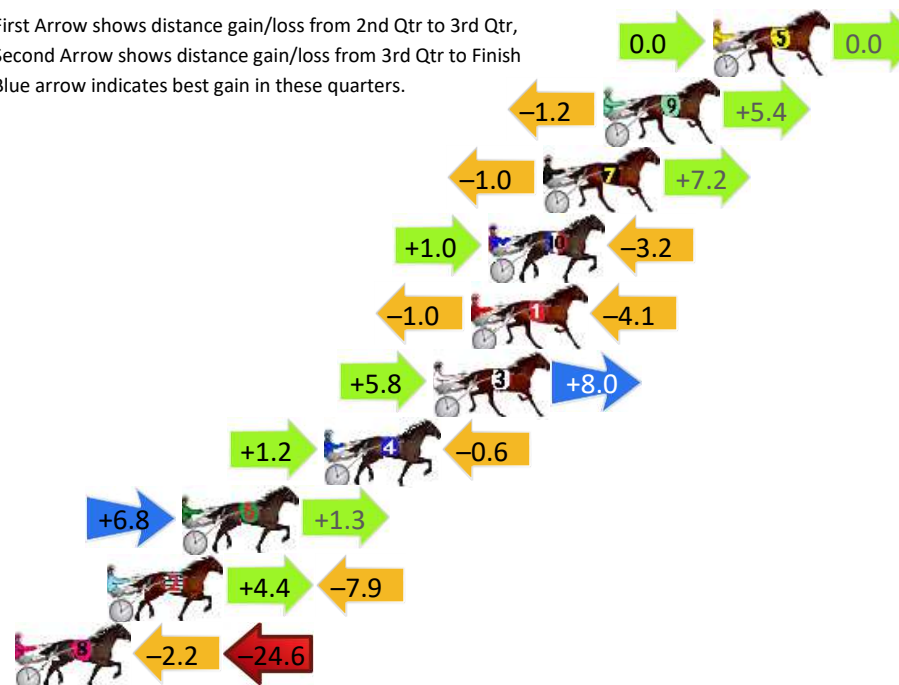 First Arrow shows distance gain/loss from 2nd Qtr to 3rd Qtr,
Second Arrow shows distance gain/loss from 3rd Qtr to Finish
Blue arrow indicates best gain in these quarters.
0.0 5 0.0
–1.2 9 +5.4
–1.0 7 +7.2
+1.0 10 –3.2
–1.0 1 –4.1
+5.8 3 +8.0
+1.2 4 –0.6
+6.8 6 +1.3
2 +4.4 –7.9
8 –2.2 –24.6